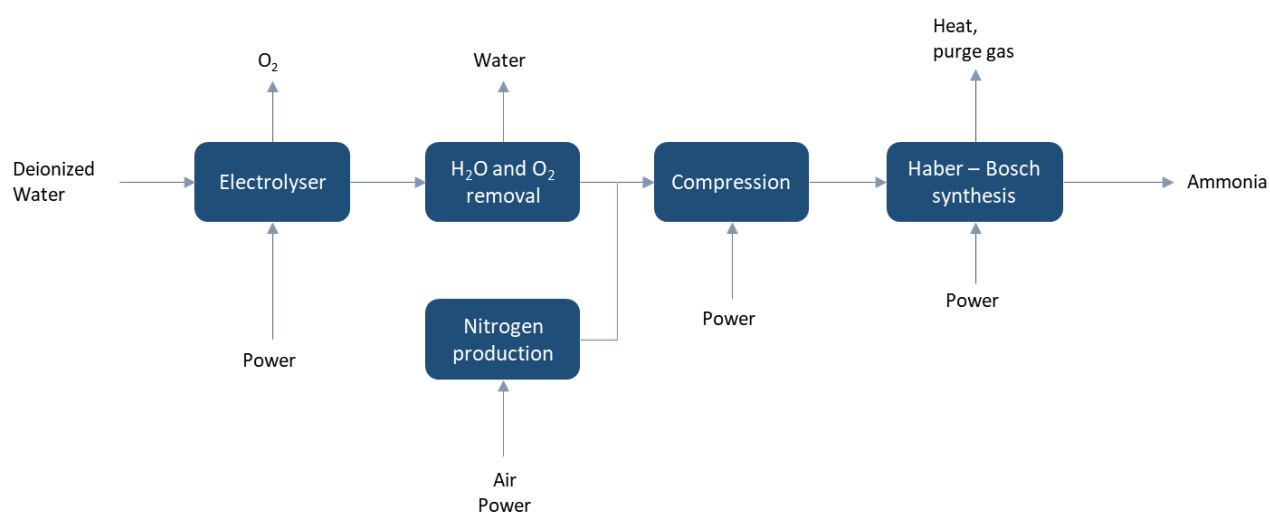 Heat,
purge gas
O₂
Water
Deionized
Water
Electrolyser
H₂O and O₂
removal
Compression
Haber – Bosch
synthesis
Ammonia
Power
Nitrogen
production
Power
Power
Air
Power